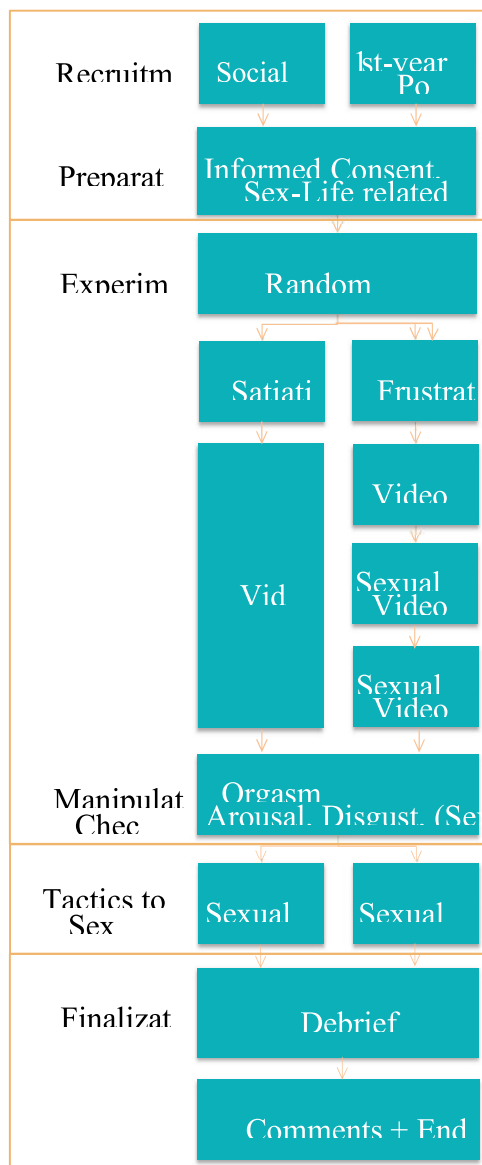 Recruitm
Social
1st-year
Po
Preparat
Informed Consent,
Sex-Life related
Experim
Random
Satiati
Frustrat
Vid
Video
Sexual
Video
Sexual
Video
Manipulat
Chec
Orgasm
Arousal, Disgust, (Se
Tactics to
Sex
Sexual
Sexual
Finalizat
Debrief
Comments + End